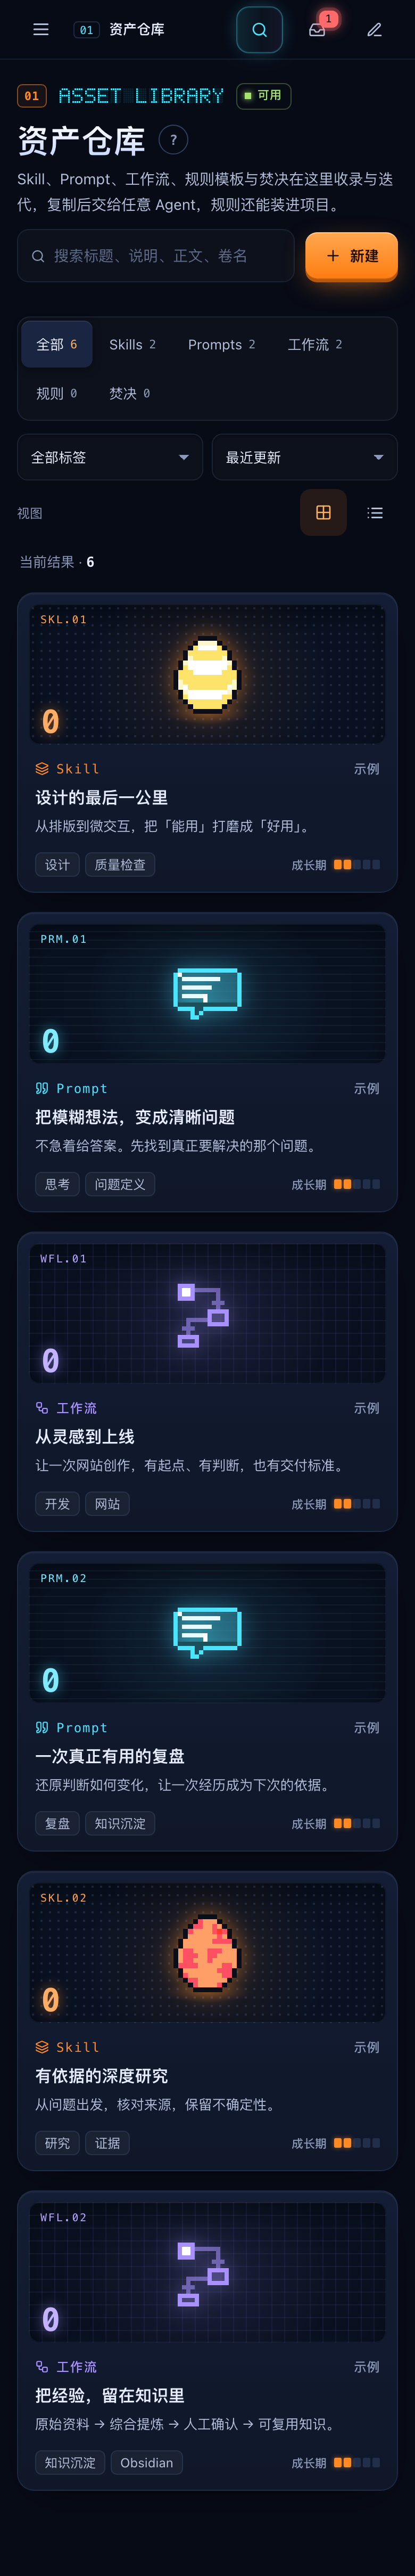 01 资产仓库 1
01 ASSET LIBRARY 可用
资产仓库 ?
Skill、Prompt、工作流、规则模板与焚决在这里收录与迭
代，复制后交给任意 Agent，规则还能装进项目。
搜索标题、说明、正文、卷名 + 新建
全部 6 Skills 2 Prompts 2 工作流 2
规则 0 焚决 0
全部标签 最近更新
视图
当前结果 · 6
SKL.01
0
Skill 示例
设计的最后一公里
从排版到微交互，把「能用」打磨成「好用」。
设计 质量检查 成长期
PRM.01
0
Prompt 示例
把模糊想法，变成清晰问题
不急着给答案。先找到真正要解决的那个问题。
思考 问题定义 成长期
WFL.01
0
工作流 示例
从灵感到上线
让一次网站创作，有起点、有判断，也有交付标准。
开发 网站 成长期
PRM.02
0
Prompt 示例
一次真正有用的复盘
还原判断如何变化，让一次经历成为下次的依据。
复盘 知识沉淀 成长期
SKL.02
0
Skill 示例
有依据的深度研究
从问题出发，核对来源，保留不确定性。
研究 证据 成长期
WFL.02
0
工作流 示例
把经验，留在知识里
原始资料 → 综合提炼 → 人工确认 → 可复用知识。
知识沉淀 Obsidian 成长期